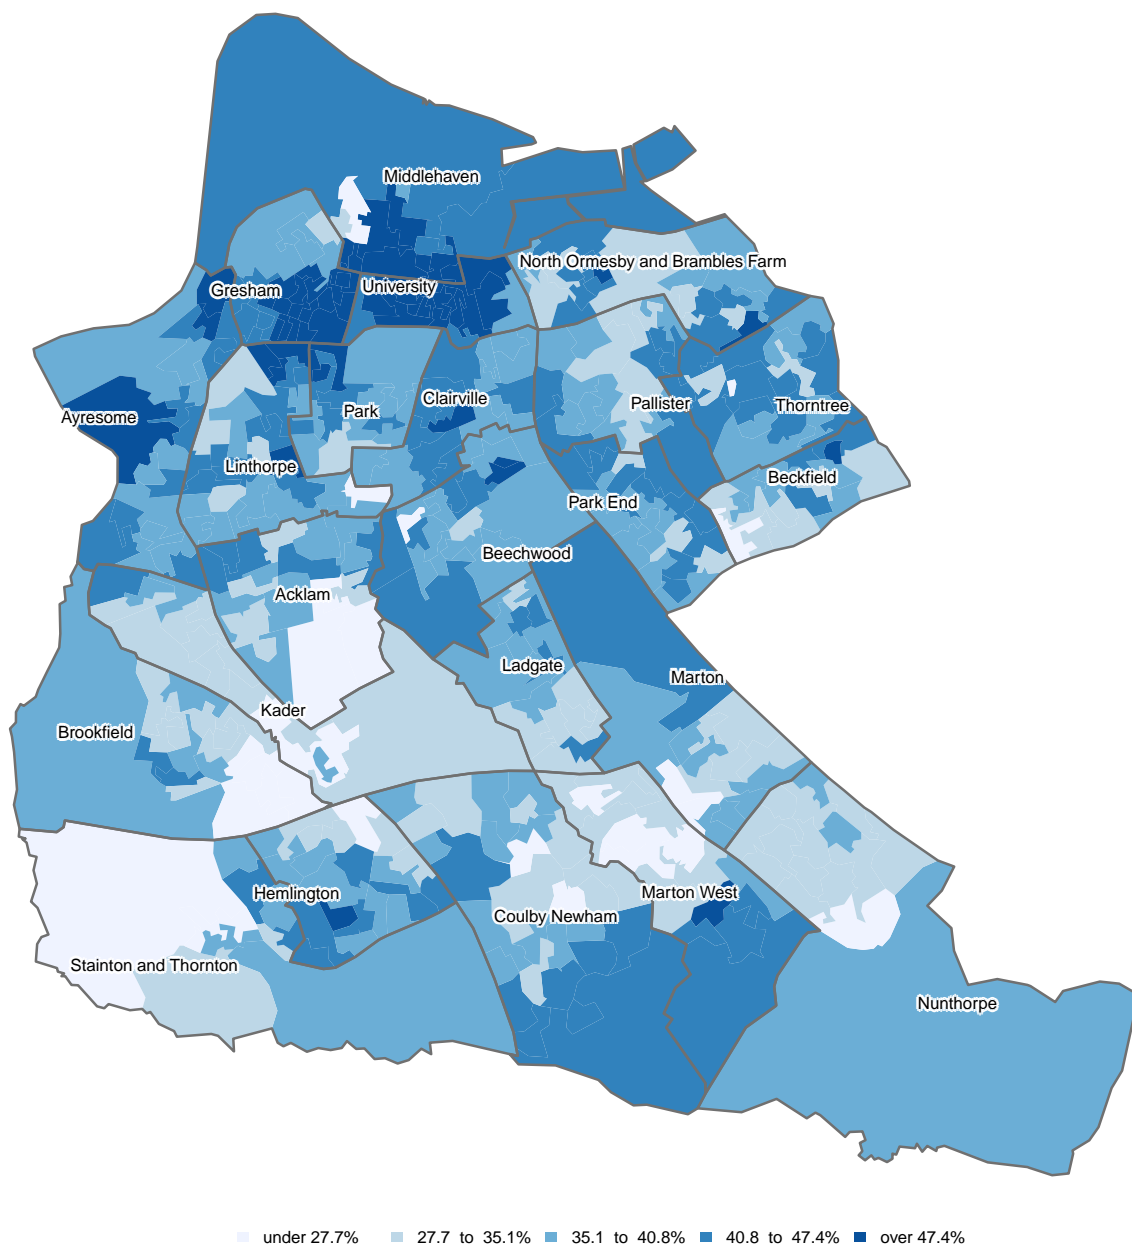 Middlehaven
North Ormesby and Brambles Farm
Gresham
University
Ayresome
Park
Clairville
Pallister
Thorntree
Linthorpe
Beckfield
Park End
Beechwood
Acklam
Ladgate
Marton
Kader
Brookfield
Hemlington
Marton West
Coulby Newham
Stainton and Thornton
Nunthorpe
under 27.7% 27.7 to 35.1% 35.1 to 40.8% 40.8 to 47.4% over 47.4%